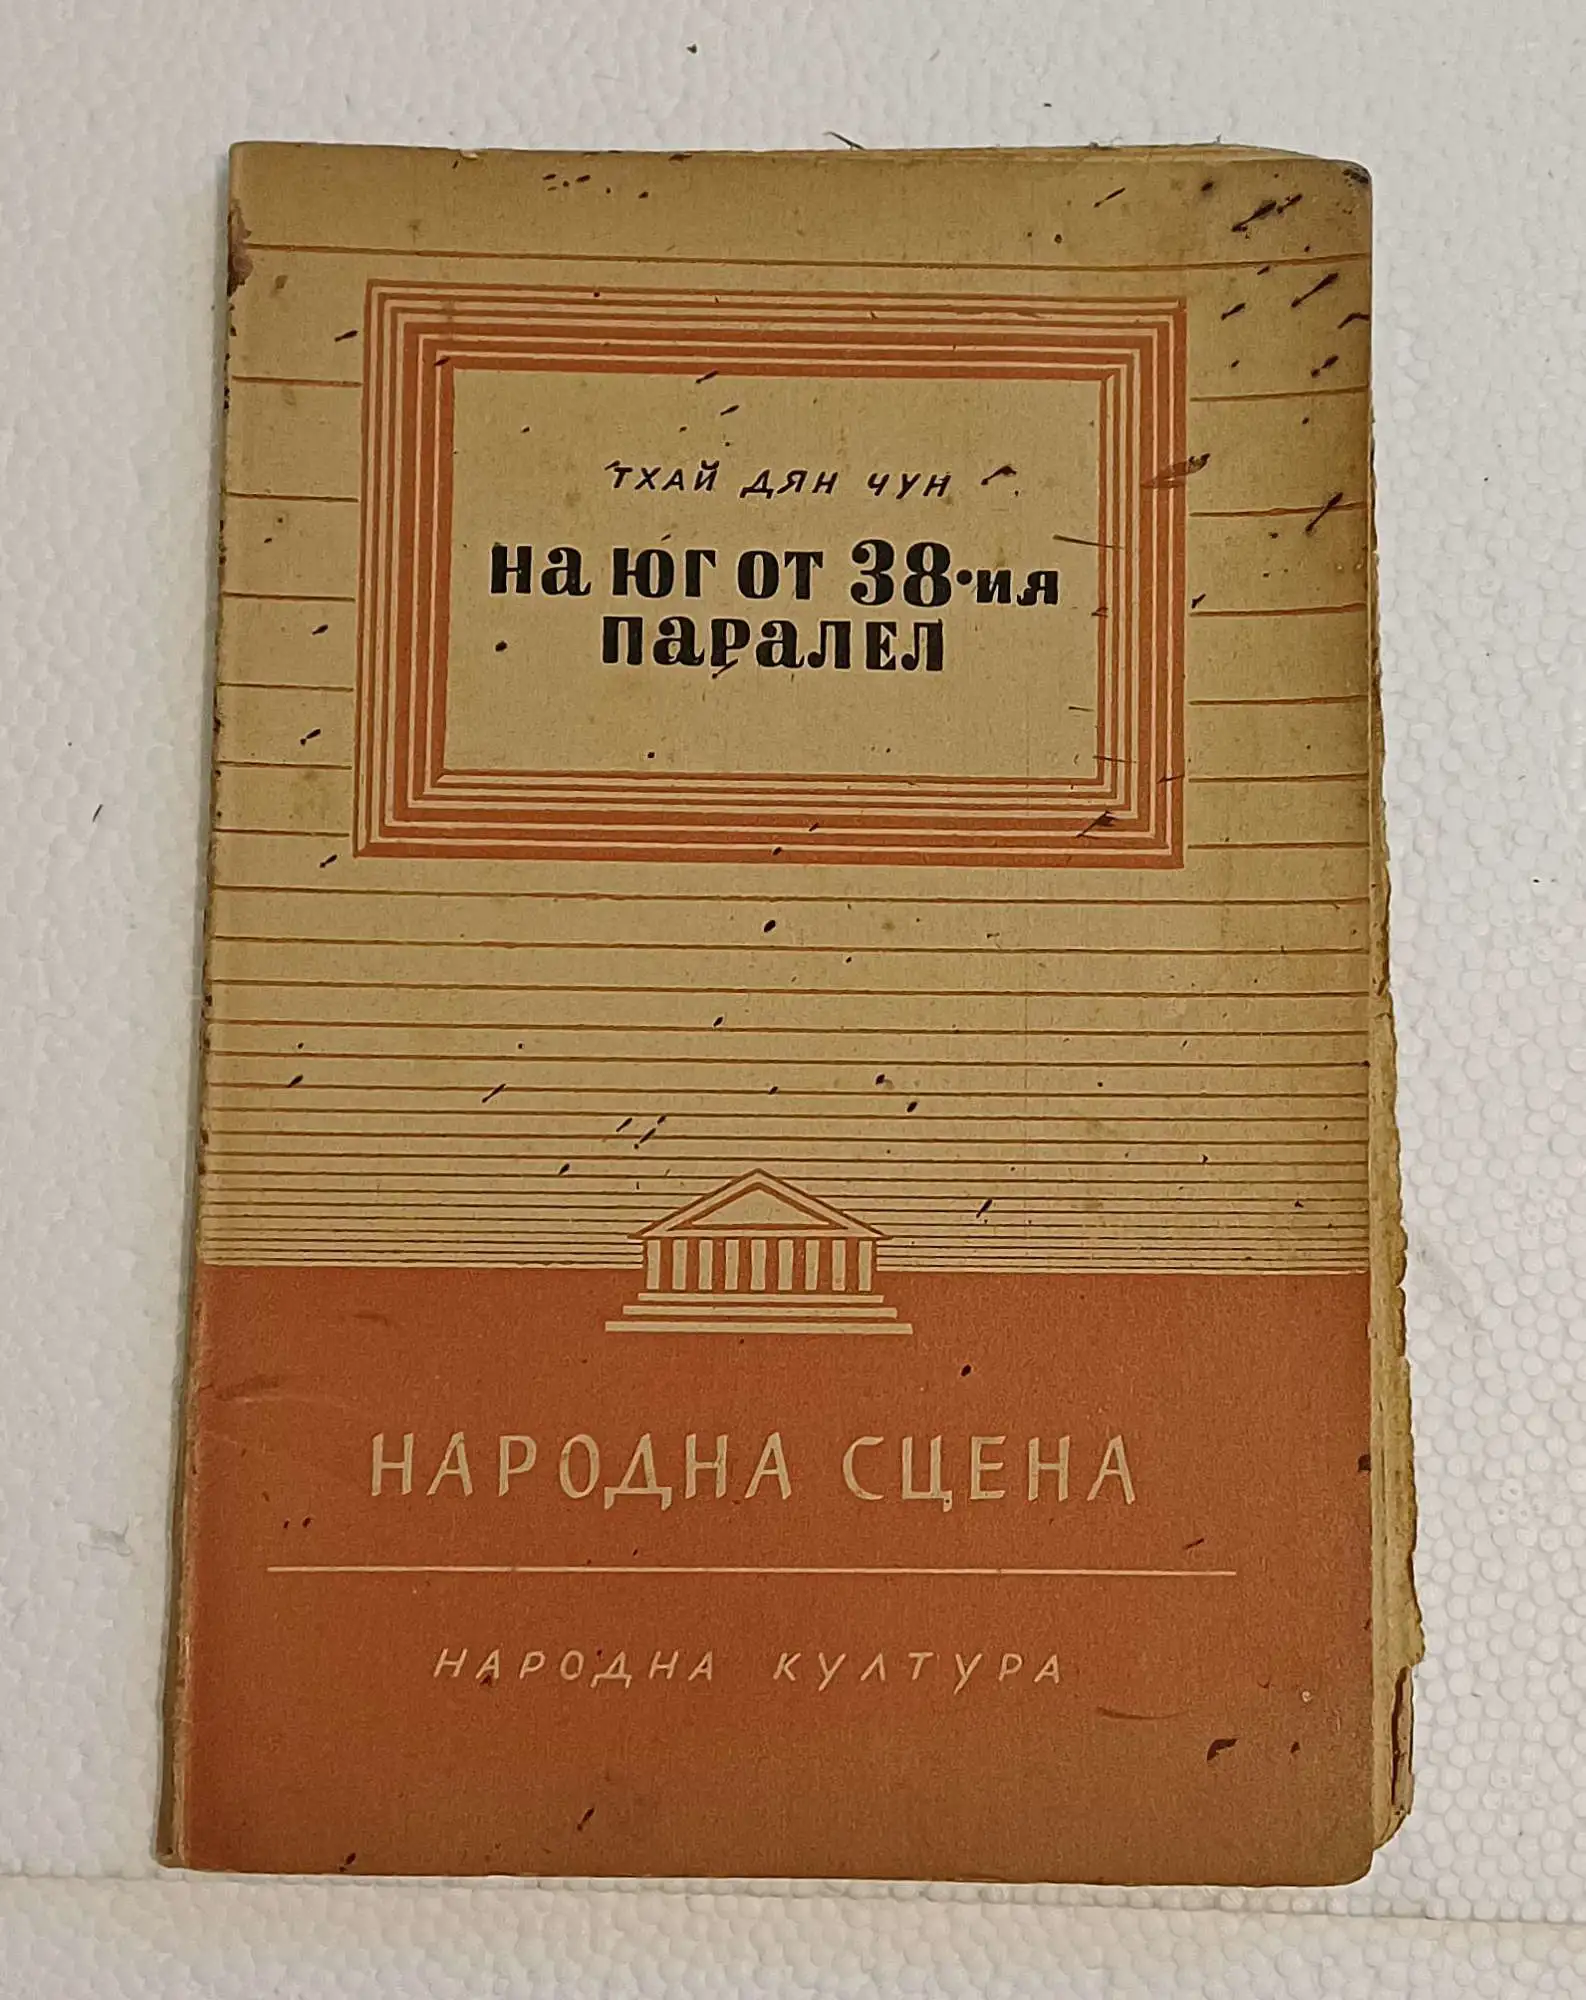 ТХАЙ ДЯН ЧУН
НА ЮГ ОТ 38-ИЯ
ПАРАЛЕЛ
НАРОДНА СЦЕНА
НАРОДНА КУЛТУРА